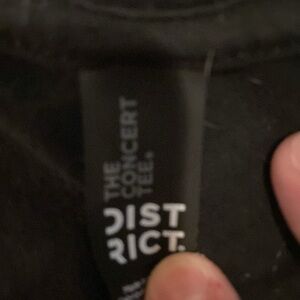 THE
CONCERT
TEE®
DIST
RICT.